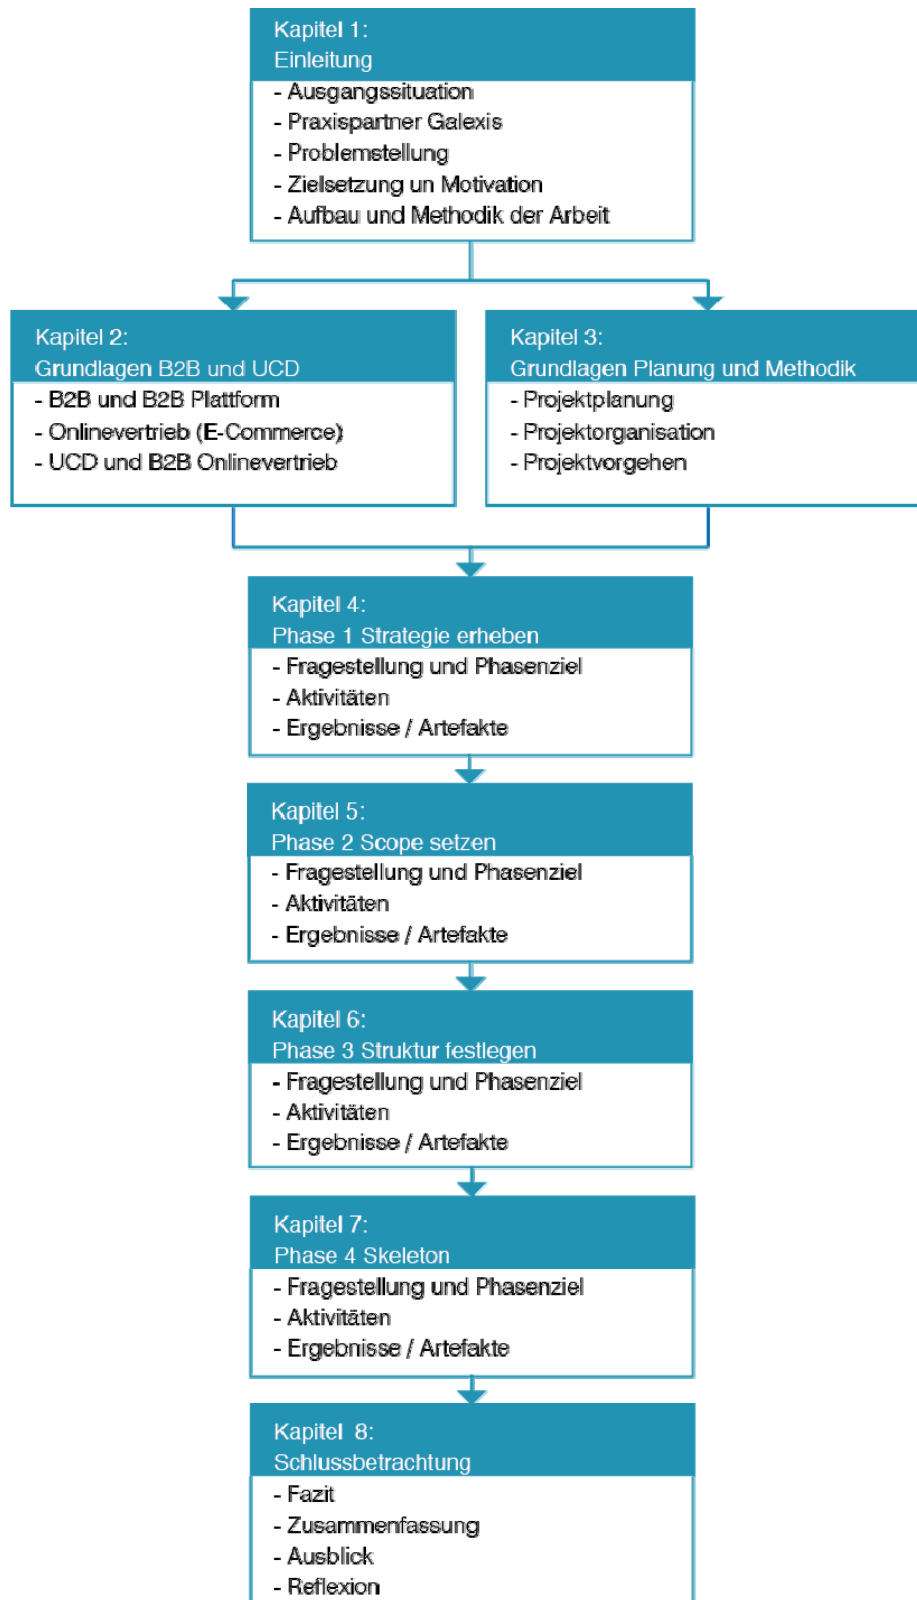 Kapitel 1:
Einleitung
- Ausgangssituation
- Praxispartner Galexis
- Problemstellung
- Zielsetzung un Motivation
- Aufbau und Methodik der Arbeit
Kapitel 2:
Grundlagen B2B und UCD
- B2B und B2B Plattform
- Onlinevertrieb (E-Commerce)
- UCD und B2B Onlinevertrieb
Kapitel 3:
Grundlagen Planung und Methodik
- Projektplanung
- Projektorganisation
- Projektvorgehen
Kapitel 4:
Phase 1 Strategie erheben
- Fragestellung und Phasenziel
- Aktivitäten
- Ergebnisse / Artefakte
Kapitel 5:
Phase 2 Scope setzen
- Fragestellung und Phasenziel
- Aktivitäten
- Ergebnisse / Artefakte
Kapitel 6:
Phase 3 Struktur festlegen
- Fragestellung und Phasenziel
- Aktivitäten
- Ergebnisse / Artefakte
Kapitel 7:
Phase 4 Skeleton
- Fragestellung und Phasenziel
- Aktivitäten
- Ergebnisse / Artefakte
Kapitel 8:
Schlussbetrachtung
- Fazit
- Zusammenfassung
- Ausblick
- Reflexion